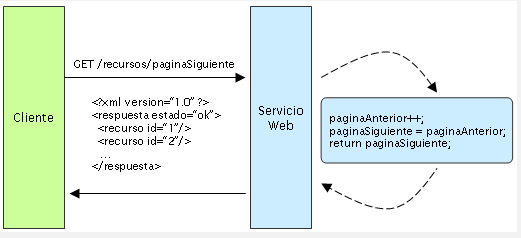 Cliente
GET /recursos/paginaSiguiente
<?xml version="1.0" ?>
<respuesta estado="ok">
<recurso id="1"/>
<recurso id="2"/>
...
</respuesta>
Servicio
Web
paginaAnterior++;
paginaSiguiente = paginaAnterior;
return paginaSiguiente;